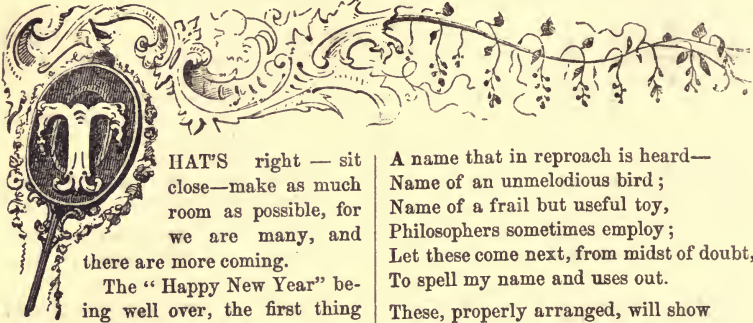 THAT'S right — sit
close—make as much
room as possible, for
we are many, and
there are more coming.
The "Happy New Year" be-
ing well over, the first thing
A name that in reproach is heard—
Name of an unmelodious bird;
Name of a frail but useful toy,
Philosophers sometimes employ;
Let these come next, from midst of doubt,
To spell my name and uses out.
These, properly arranged, will show